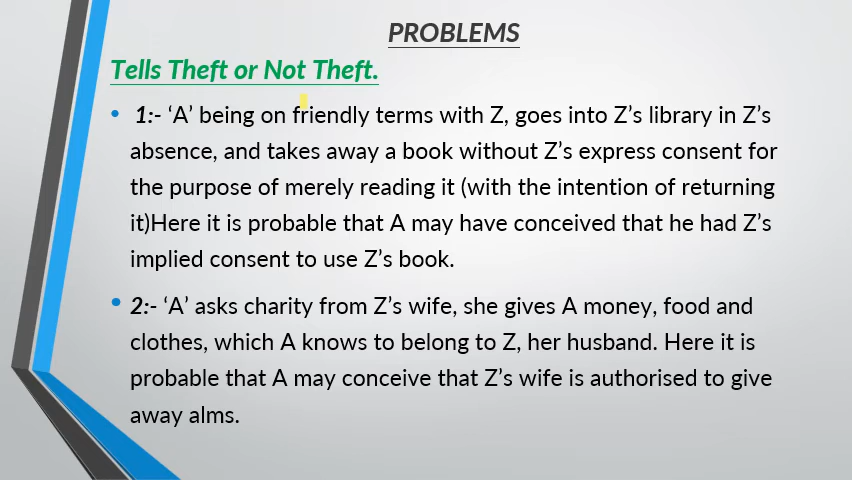 PROBLEMS
Tells Theft or Not Theft.
• 1:- ‘A’ being on friendly terms with Z, goes into Z’s library in Z’s
absence, and takes away a book without Z’s express consent for
the purpose of merely reading it (with the intention of returning
it)Here it is probable that A may have conceived that he had Z’s
implied consent to use Z’s book.
• 2:- ‘A’ asks charity from Z’s wife, she gives A money, food and
clothes, which A knows to belong to Z, her husband. Here it is
probable that A may conceive that Z’s wife is authorised to give
away alms.